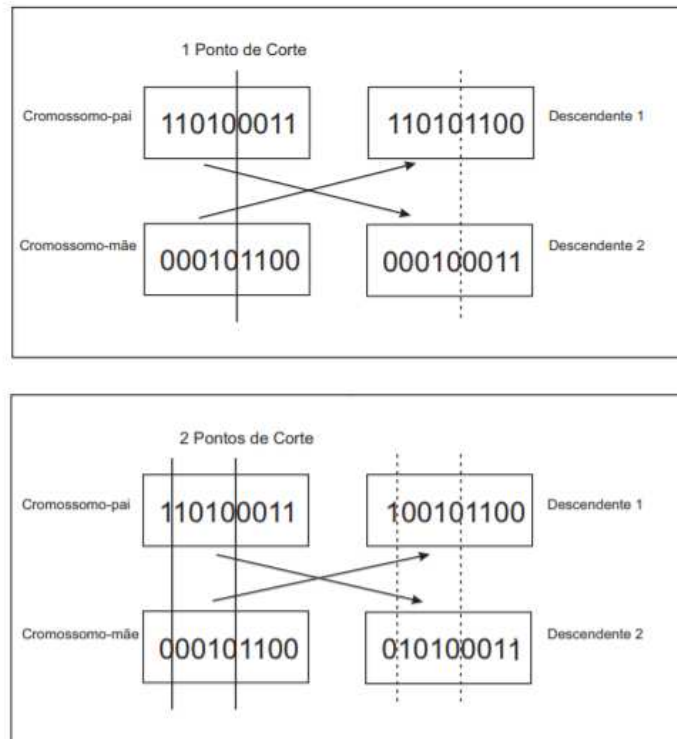 1 Ponto de Corte
Cromossomo-pai 110100011 110101100 Descendente 1
Cromossomo-mãe 000101100 000100011 Descendente 2
2 Pontos de Corte
Cromossomo-pai 110100011 100101100 Descendente 1
Cromossomo-mãe 000101100 010100011 Descendente 2